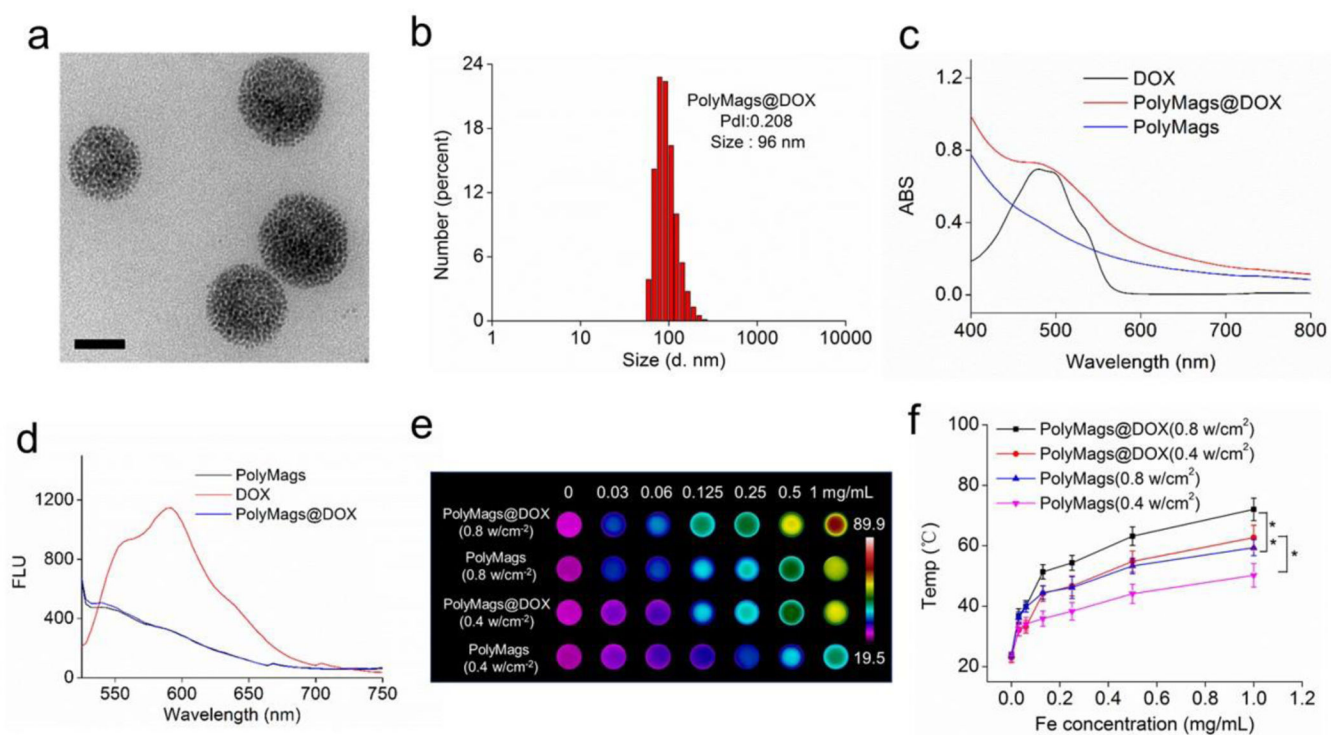 a
b
24
18
12
6
0
Number (percent)
PolyMags@DOX
PdI:0.208
Size : 96 nm
1 10 100 1000 10000
Size (d. nm)
c
1.2
0.8
0.4
0.0
ABS
DOX
PolyMags@DOX
PolyMags
400 500 600 700 800
Wavelength (nm)
d
1200
800
400
0
FLU
PolyMags
DOX
PolyMags@DOX
550 600 650 700 750
Wavelength (nm)
e
0 0.03 0.06 0.125 0.25 0.5 1 mg/mL
PolyMags@DOX
(0.8 w/cm⁻²)
PolyMags
(0.8 w/cm⁻²)
PolyMags@DOX
(0.4 w/cm⁻²)
PolyMags
(0.4 w/cm⁻²)
89.9
19.5
f
100
80
60
40
20
Temp (℃)
PolyMags@DOX(0.8 w/cm²)
PolyMags@DOX(0.4 w/cm²)
PolyMags(0.8 w/cm²)
PolyMags(0.4 w/cm²)
*
*
*
0.0 0.2 0.4 0.6 0.8 1.0 1.2
Fe concentration (mg/mL)